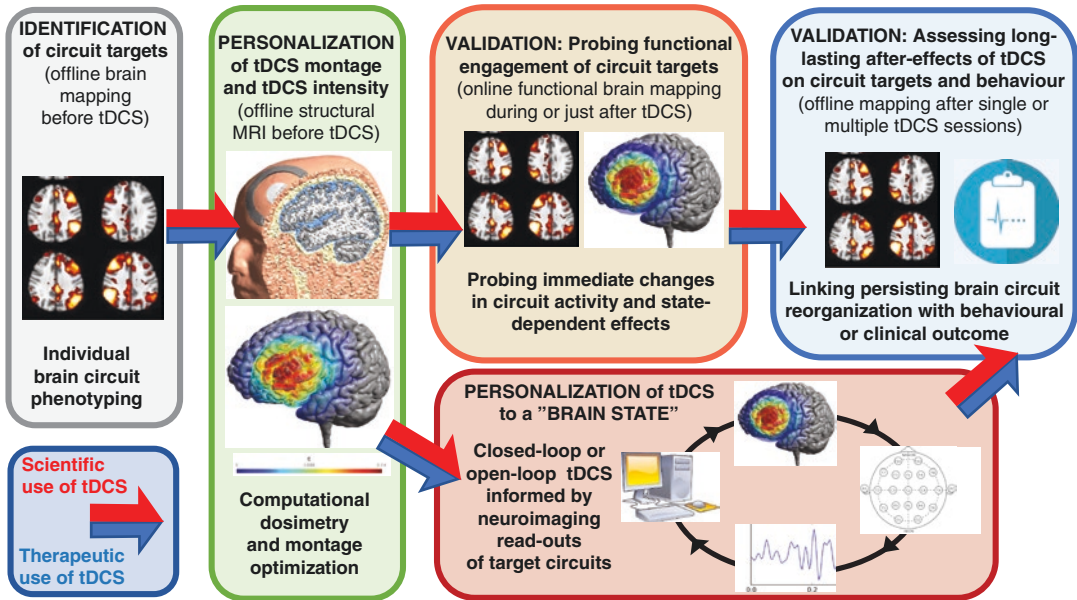 IDENTIFICATION
of circuit targets
(offline brain
mapping
before tDCS)
Individual
brain circuit
phenotyping
Scientific
use of tDCS
Therapeutic
use of tDCS
PERSONALIZATION
of tDCS montage
and tDCS intensity
(offline structural
MRI before tDCS)
Computational
dosimetry
and montage
optimization
VALIDATION: Probing functional
engagement of circuit targets
(online functional brain mapping
during or just after tDCS)
Probing immediate changes
in circuit activity and state-
dependent effects
VALIDATION: Assessing long-
lasting after-effects of tDCS
on circuit targets and behaviour
(offline mapping after single or
multiple tDCS sessions)
Linking persisting brain circuit
reorganization with behavioural
or clinical outcome
PERSONALIZATION of tDCS
to a ”BRAIN STATE”
Closed-loop or
open-loop tDCS
informed by
neuroimaging
read-outs
of target circuits
0.0 0.2